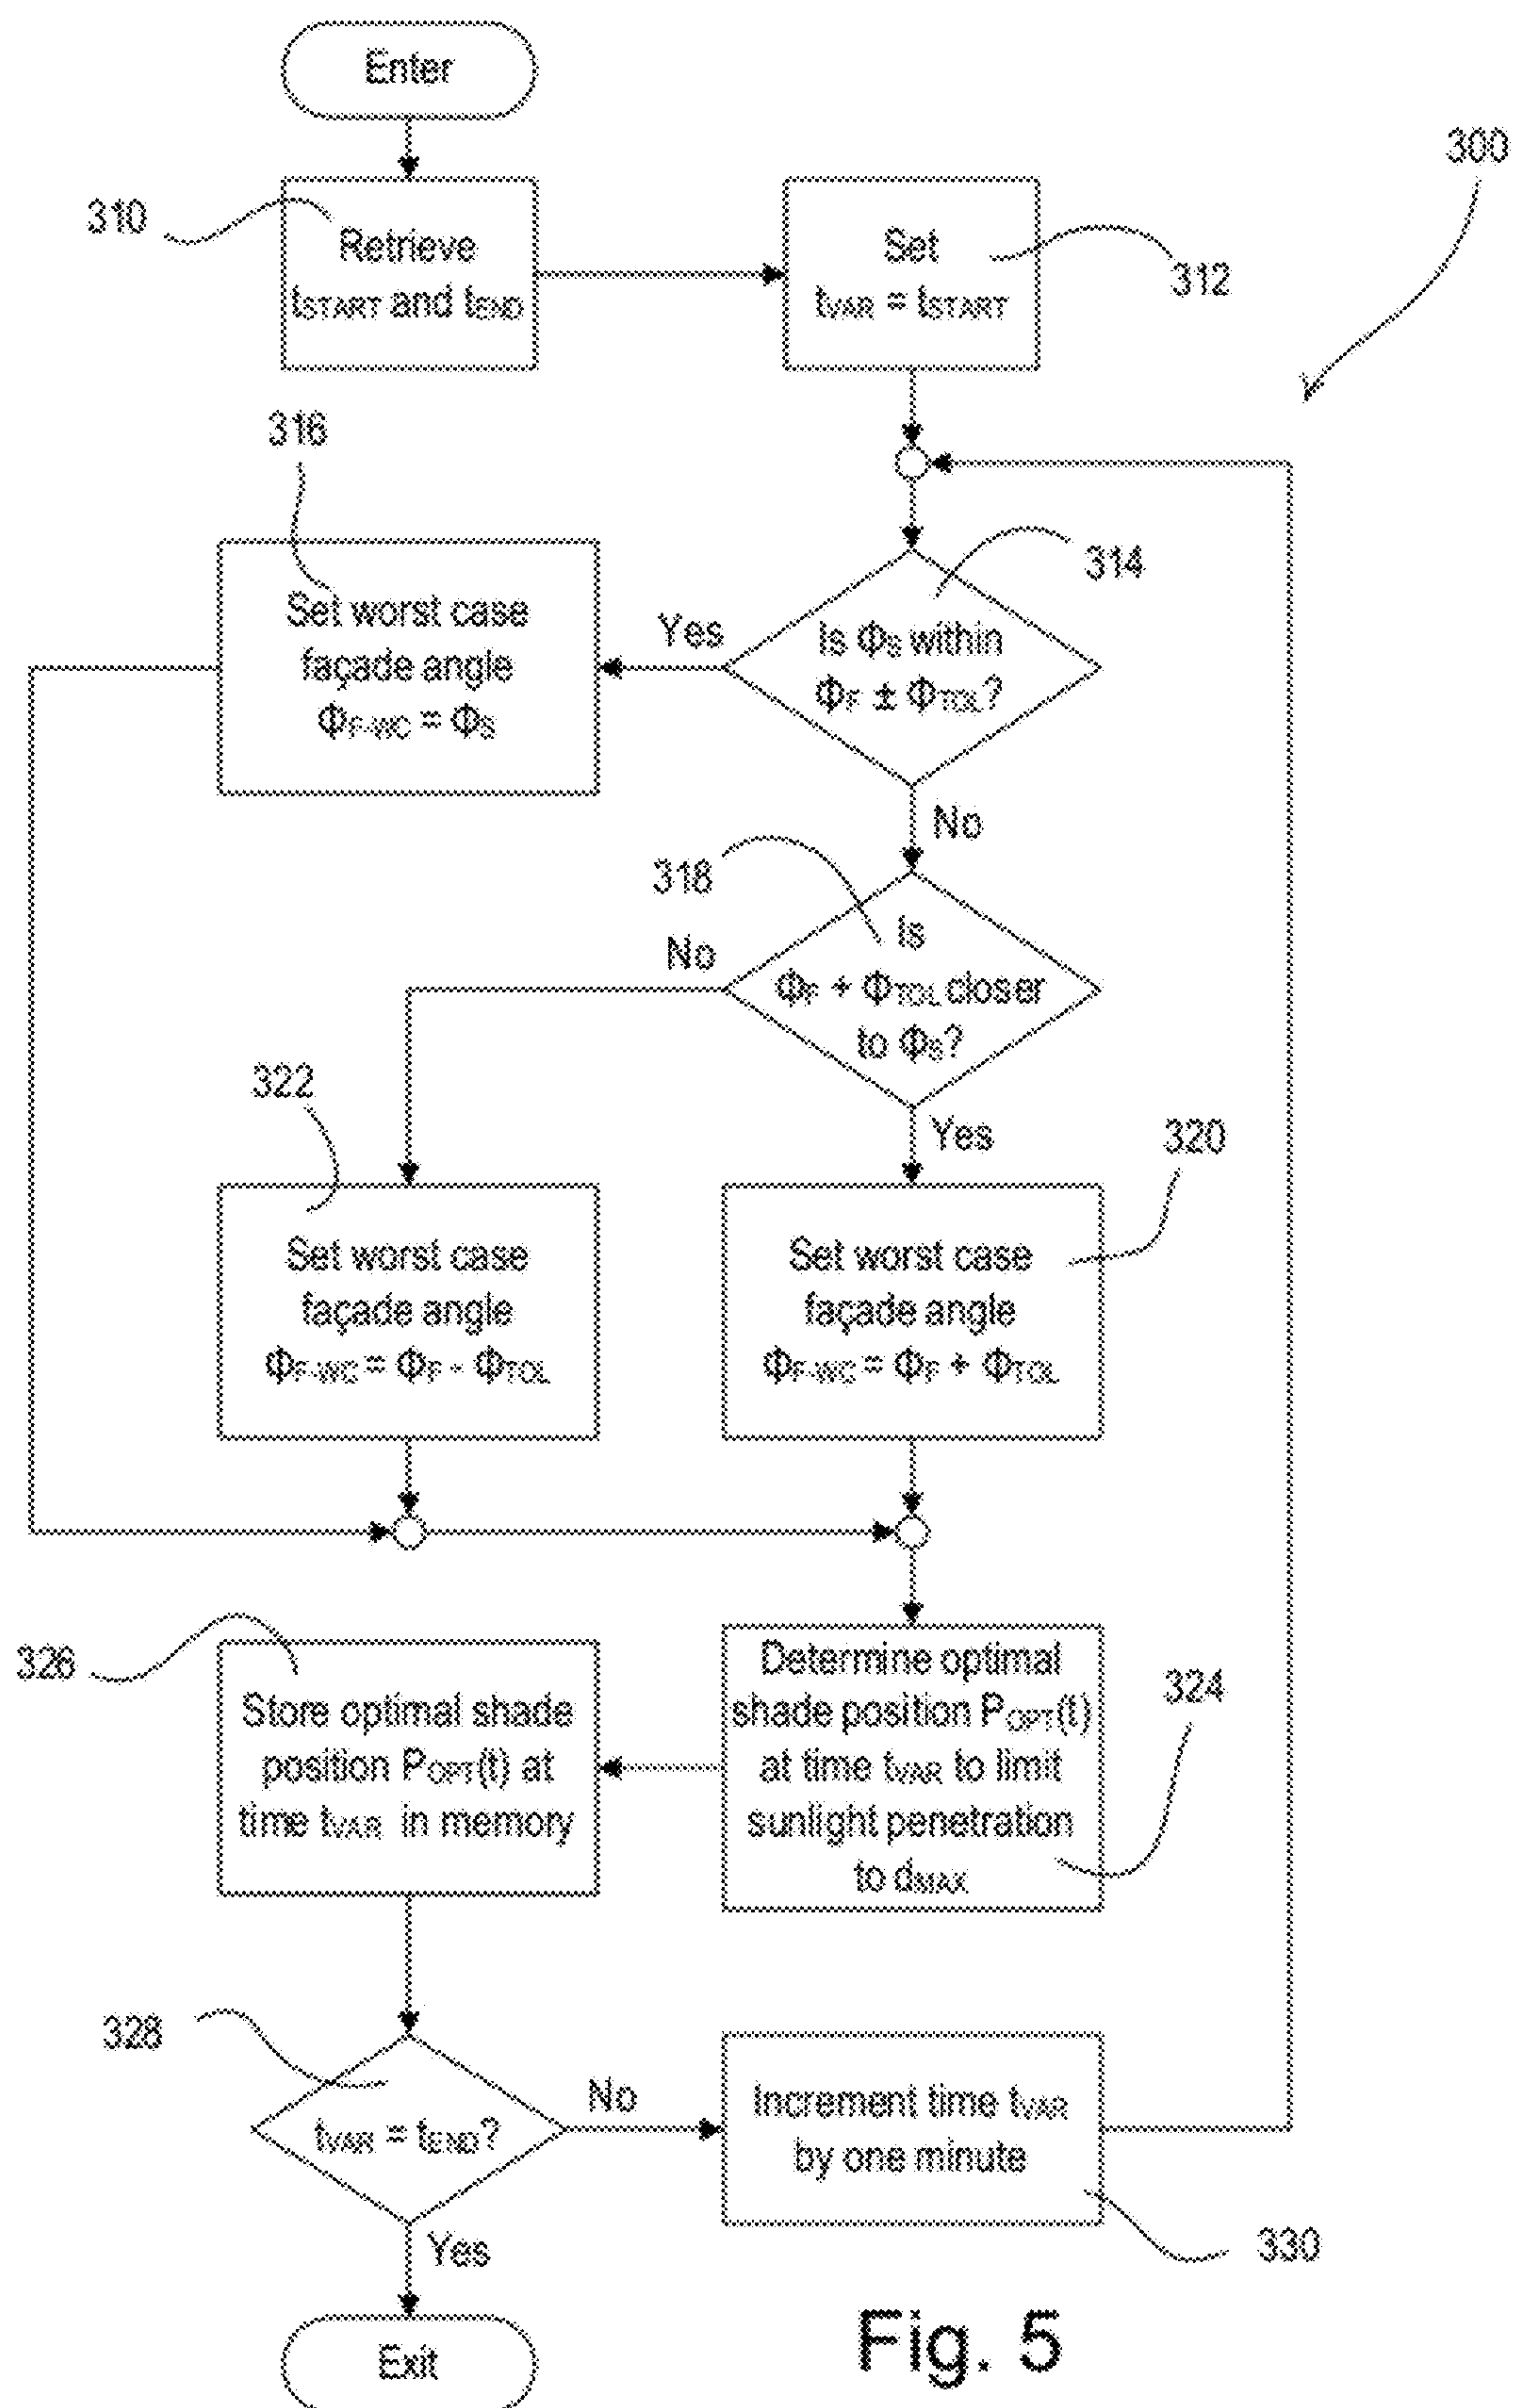 Enter
300
310
Retrieve
tSTART and tEND
Set
tVAR = tSTART
312
316
314
Set worst case
façade angle
ΦF-WC = ΦS
Yes
Is ΦS within
ΦF ± ΦTOL?
No
318
No
Is
ΦF + ΦTOL closer
to ΦS?
322
Yes
320
Set worst case
façade angle
ΦF-WC = ΦF - ΦTOL
Set worst case
façade angle
ΦF-WC = ΦF + ΦTOL
326
Store optimal shade
position POPT(t) at
time tVAR in memory
Determine optimal
shade position POPT(t)
at time tVAR to limit
sunlight penetration
to dMAX
324
328
tVAR = tEND?
No
Increment time tVAR
by one minute
330
Yes
Exit
Fig. 5